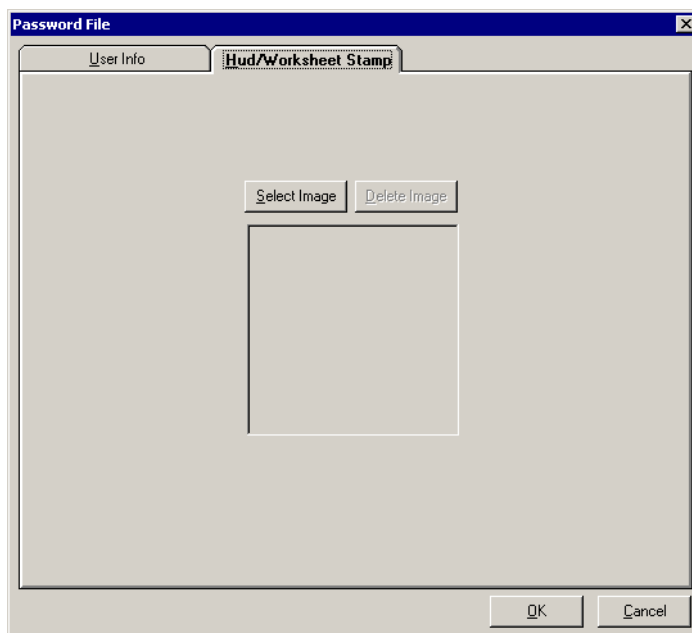 Password File
User Info
Hud/Worksheet Stamp
Select Image
Delete Image
OK
Cancel